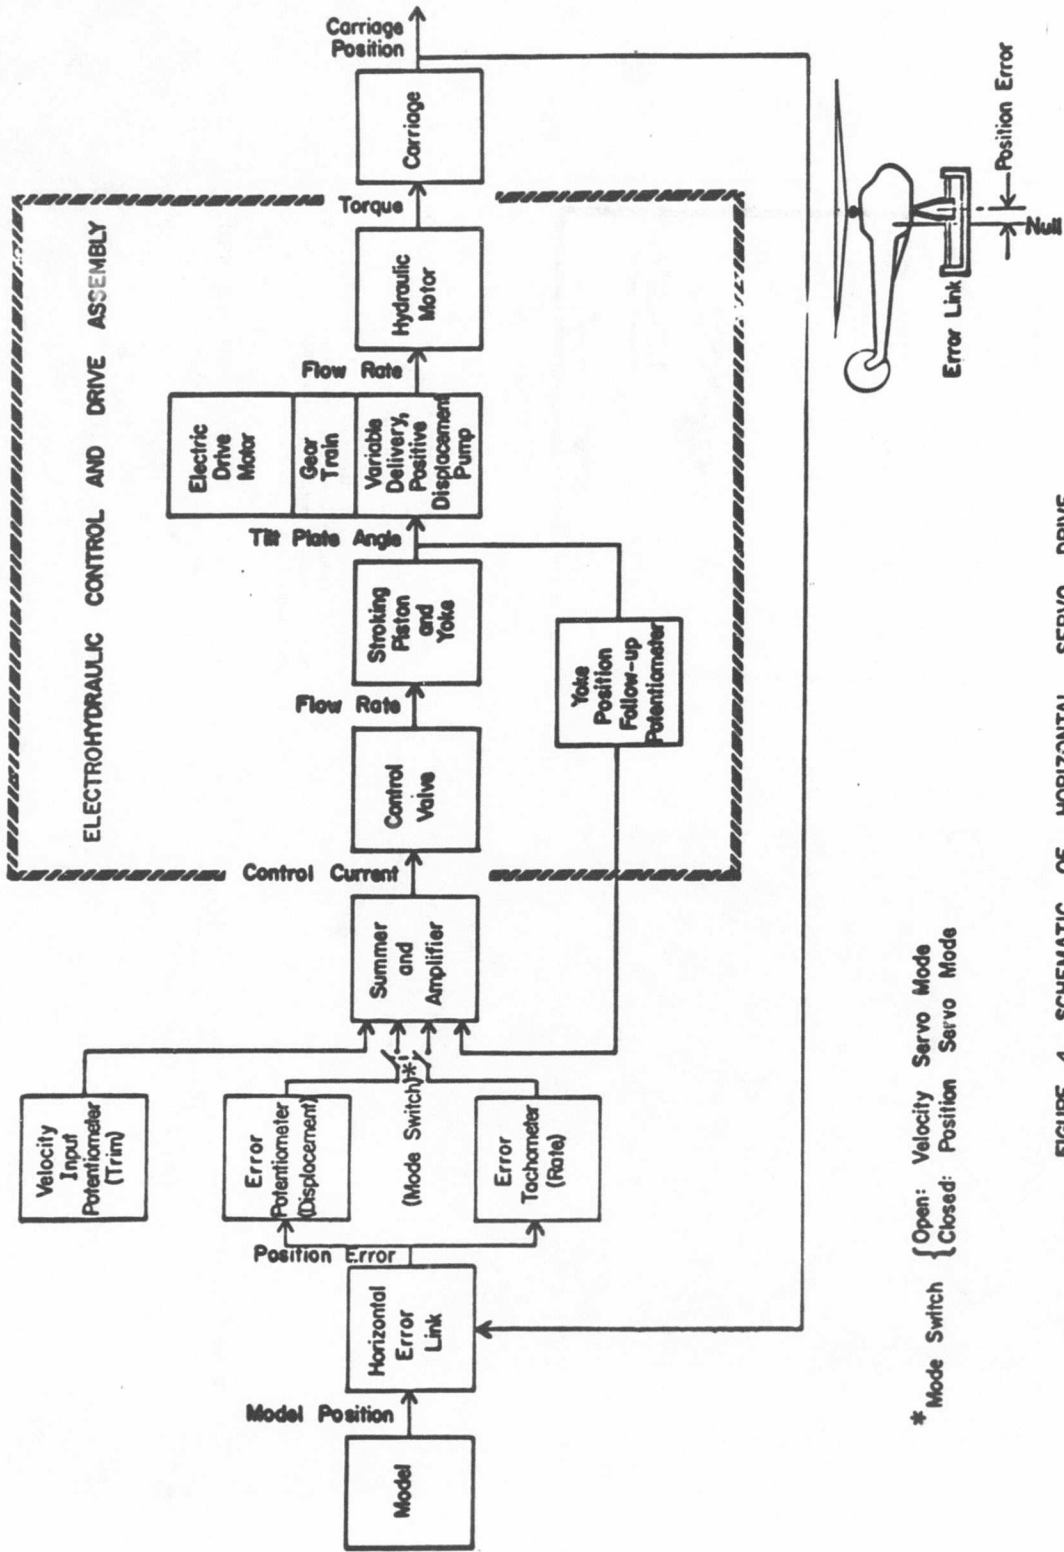 ELECTROHYDRAULIC CONTROL AND DRIVE ASSEMBLY
Velocity
Input
Potentiometer
(Trim)
Model
Model Position
Horizontal
Error
Link
Position Error
Error
Potentiometer
(Displacement)
(Mode Switch)*
Error
Tachometer
(Rate)
Summer
and
Amplifier
Control Current
Control
Valve
Flow Rate
Stroking
Piston
and
Yoke
Tilt Plate Angle
Electric
Drive
Motor
Gear
Train
Variable
Delivery,
Positive
Displacement
Pump
Flow Rate
Hydraulic
Motor
Torque
Carriage
Carriage
Position
Yoke
Position
Follow-up
Potentiometer
Error Link
Null
Position Error
* Mode Switch { Open: Velocity Servo Mode
Closed: Position Servo Mode
FIGURE 4 SCHEMATIC OF HORIZONTAL SERVO DRIVE